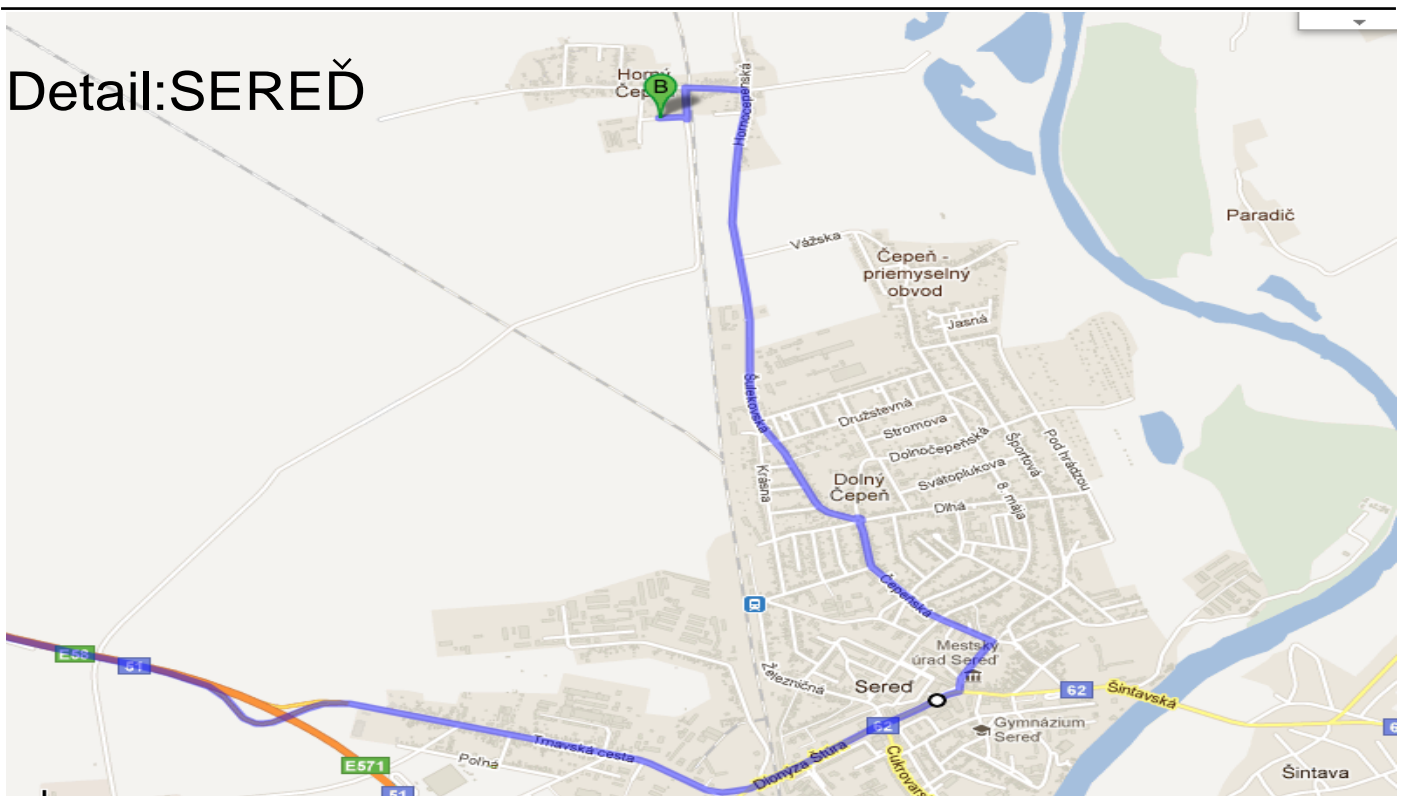 Detail:SEREĎ
Horný
Čepeň
B
Hornočepeňská
Paradič
Vážska
Čepeň -
priemyselný
obvod
Jasná
Šulekovska
Družstevná
Stromova
Dolnočepeňská
Svätoplukova
Športová
Pod hrádzou
Krásna
Dolný
Čepeň
8. mája
Dlhá
Čepeňská
Mestský
úrad Sereď
E58
51
Železničná
Sereď
62
Šintavská
62
Gymnázium
Sereď
Trnavská cesta
Dionýza Štúra
Poľná
E571
51
Šintava